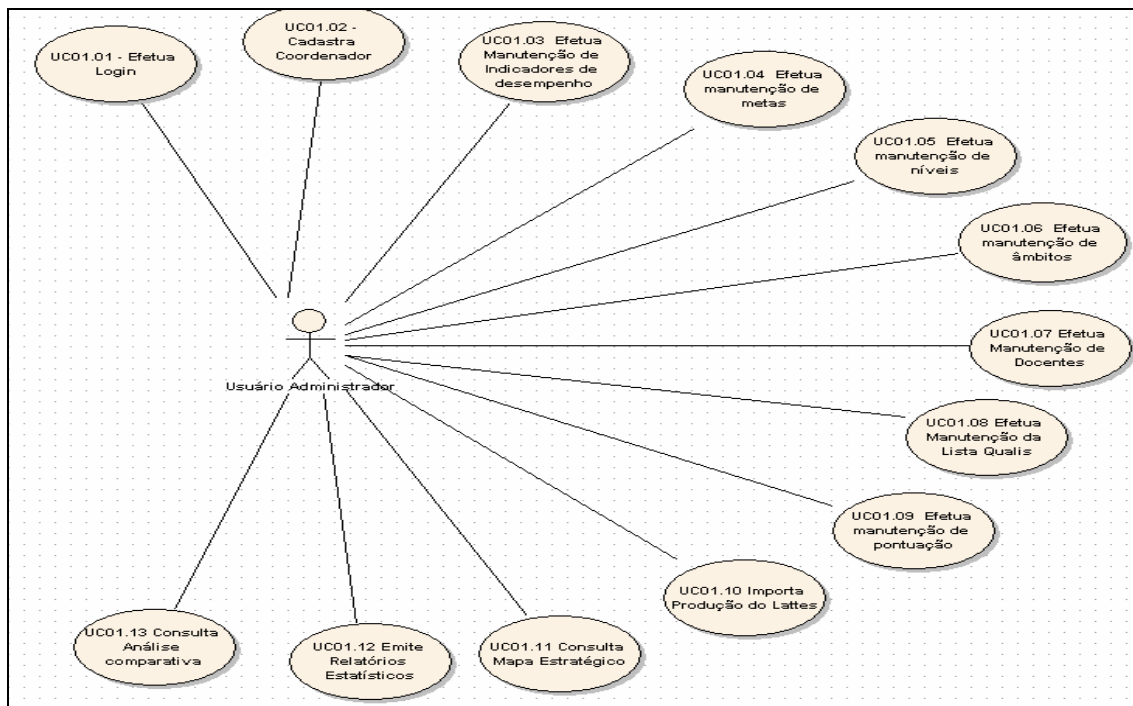 UC01.01 - Efetua
Login
UC01.02 -
Cadastra
Coordenador
UC01.03 Efetua
Manutenção de
Indicadores de
desempenho
UC01.04 Efetua
manutenção de
metas
UC01.05 Efetua
manutenção de
níveis
UC01.06 Efetua
manutenção de
âmbitos
UC01.07 Efetua
Manutenção de
Docentes
UC01.08 Efetua
Manutenção da
Lista Qualis
UC01.09 Efetua
manutenção de
pontuação
UC01.10 Importa
Produção do Lattes
UC01.11 Consulta
Mapa Estratégico
UC01.12 Emite
Relatórios
Estatísticos
UC01.13 Consulta
Análise
comparativa
Usuário Administrador